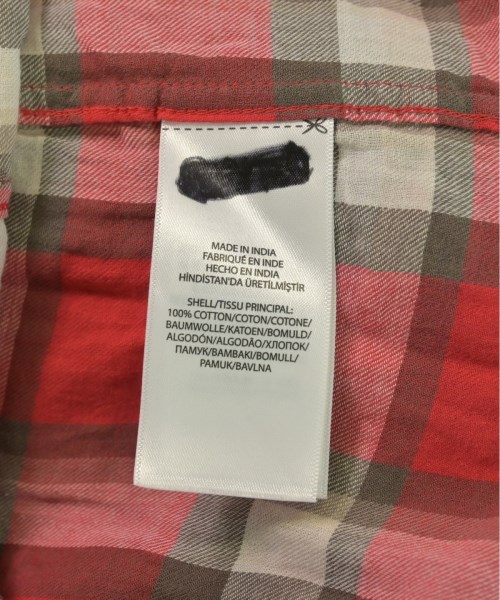 MADE IN INDIA
FABRIQUÉ EN INDE
HECHO EN INDIA
HİNDİSTAN'DA ÜRETİLMİŞTİR
SHELL/TISSU PRINCIPAL:
100% COTTON/COTON/COTONE/
BAUMWOLLE/KATOEN/BOMULD/
ALGODÓN/ALGODÃO/ХЛОПОК/
ПАМУК/BAMBAKI/BOMULL/
PAMUK/BAVLNA